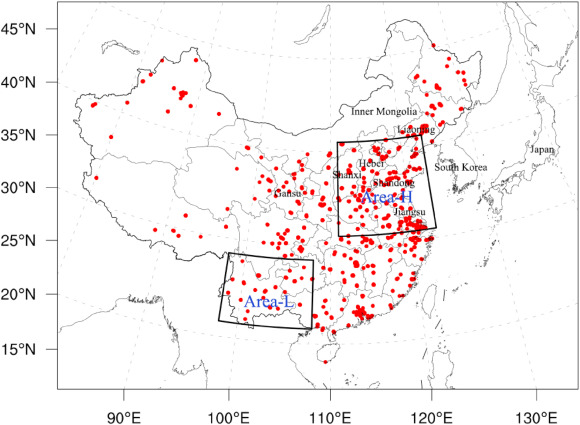 45°N
40°N
Inner Mongolia
Liaoning
35°N
Japan
Hebei
South Korea
Shanxi
Shandong
30°N
Gansu
Area-H
Jiangsu
25°N
20°N
Area-L
15°N
90°E
100°E
110°E
120°E
130°E